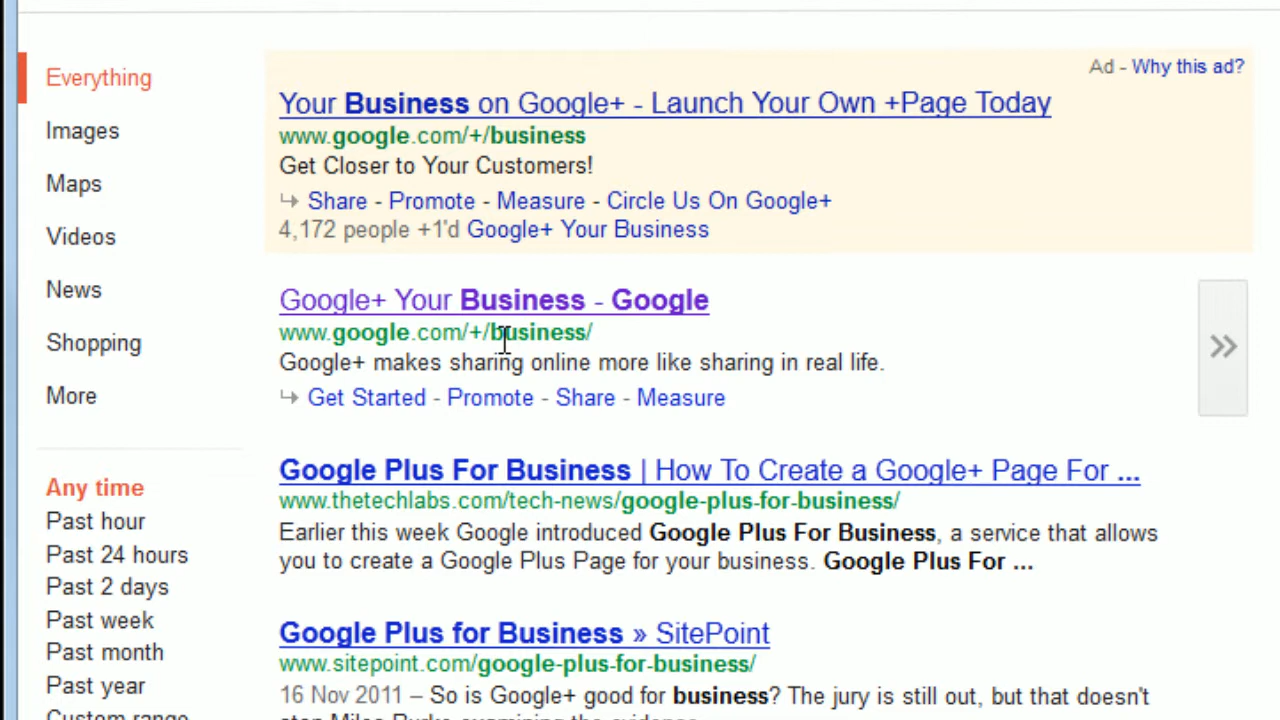 Everything
Images
Maps
Videos
News
Shopping
More
Any time
Past hour
Past 24 hours
Past 2 days
Past week
Past month
Past year
Custom range
Ad - Why this ad?
Your Business on Google+ - Launch Your Own +Page Today
www.google.com/+/business
Get Closer to Your Customers!
Share - Promote - Measure - Circle Us On Google+
4,172 people +1'd Google+ Your Business
Google+ Your Business - Google
www.google.com/+/business/
Google+ makes sharing online more like sharing in real life.
Get Started - Promote - Share - Measure
Google Plus For Business | How To Create a Google+ Page For ...
www.thetechlabs.com/tech-news/google-plus-for-business/
Earlier this week Google introduced Google Plus For Business, a service that allows
you to create a Google Plus Page for your business. Google Plus For ...
Google Plus for Business » SitePoint
www.sitepoint.com/google-plus-for-business/
16 Nov 2011 – So is Google+ good for business? The jury is still out, but that doesn't
stop Miles Burke examining the evidence.